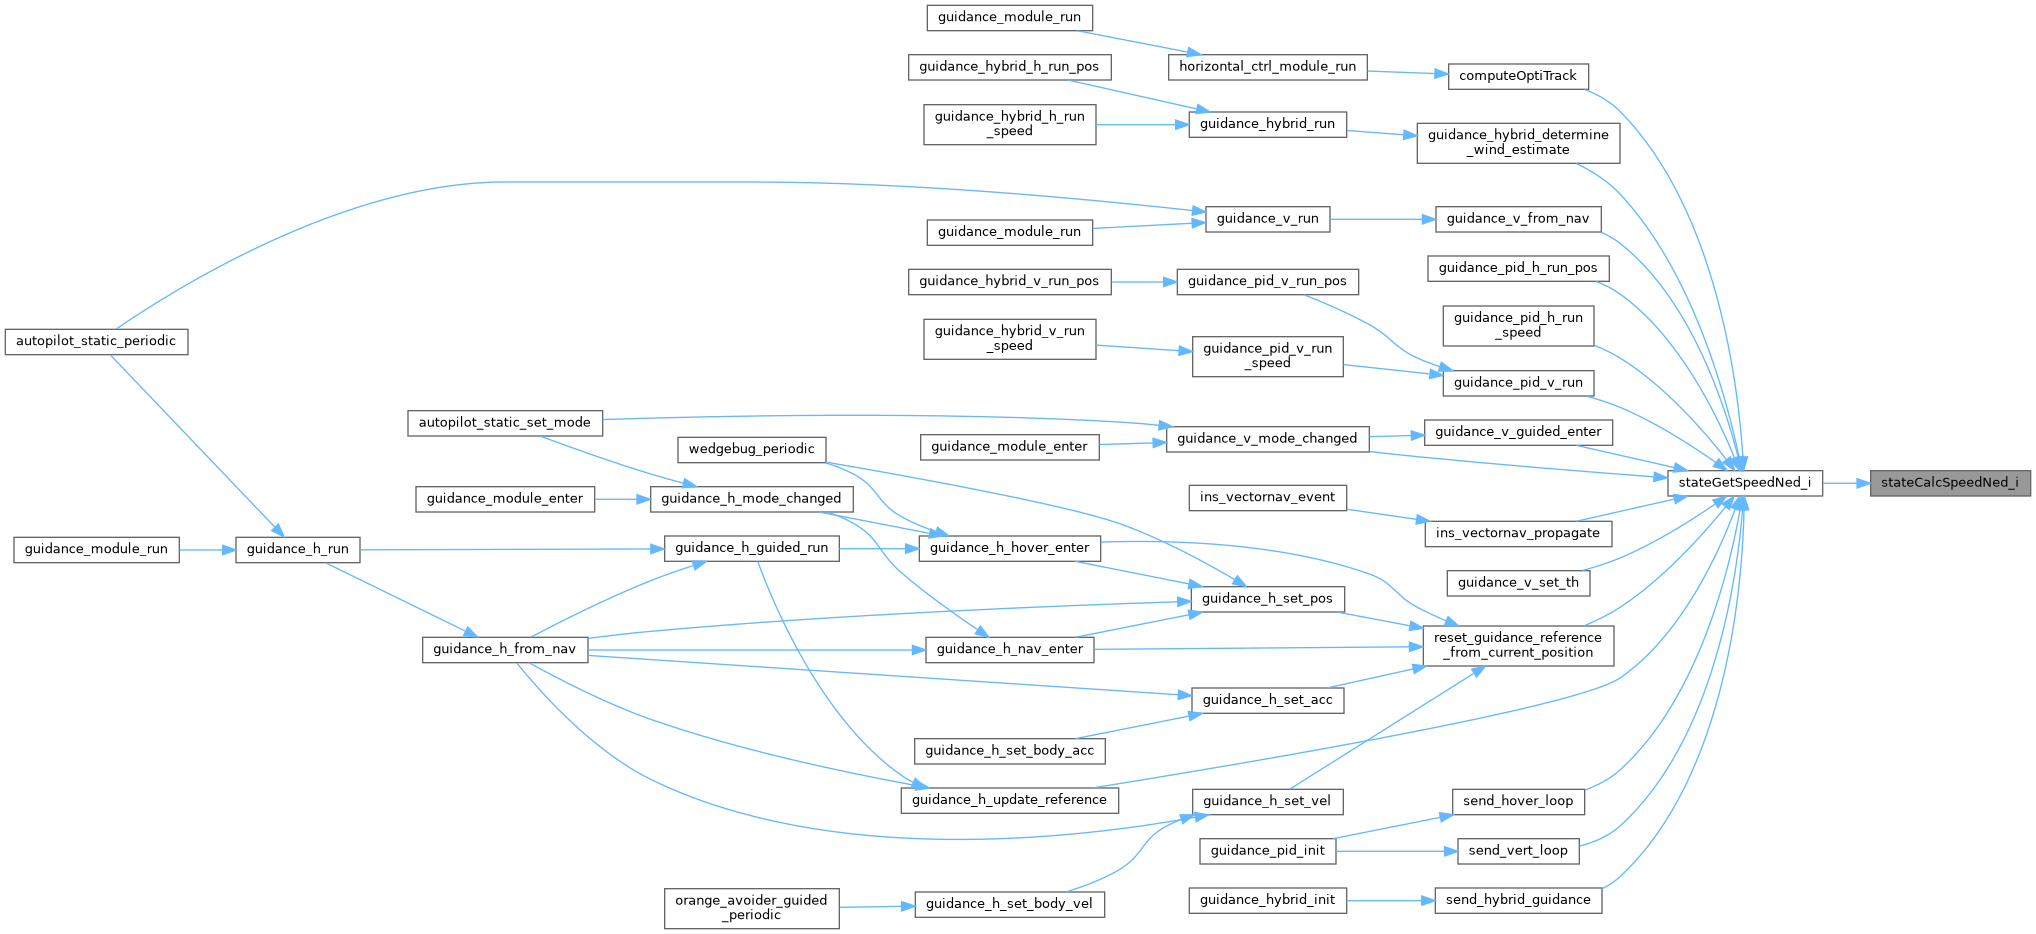 guidance_module_run
horizontal_ctrl_module_run
guidance_hybrid_h_run_pos
computeOptiTrack
guidance_hybrid_h_run
_speed
guidance_hybrid_run
guidance_hybrid_determine
_wind_estimate
guidance_v_run
guidance_v_from_nav
guidance_module_run
guidance_pid_h_run_pos
guidance_hybrid_v_run_pos
guidance_pid_v_run_pos
guidance_pid_h_run
_speed
autopilot_static_periodic
guidance_hybrid_v_run
_speed
guidance_pid_v_run
_speed
guidance_pid_v_run
autopilot_static_set_mode
guidance_v_guided_enter
guidance_v_mode_changed
guidance_module_enter
wedgebug_periodic
stateGetSpeedNed_i
stateCalcSpeedNed_i
guidance_module_enter
guidance_h_mode_changed
ins_vectornav_event
ins_vectornav_propagate
guidance_module_run
guidance_h_run
guidance_h_guided_run
guidance_h_hover_enter
guidance_v_set_th
guidance_h_set_pos
reset_guidance_reference
_from_current_position
guidance_h_from_nav
guidance_h_nav_enter
guidance_h_set_acc
guidance_h_set_body_acc
guidance_h_update_reference
guidance_h_set_vel
send_hover_loop
guidance_pid_init
send_vert_loop
orange_avoider_guided
_periodic
guidance_h_set_body_vel
guidance_hybrid_init
send_hybrid_guidance